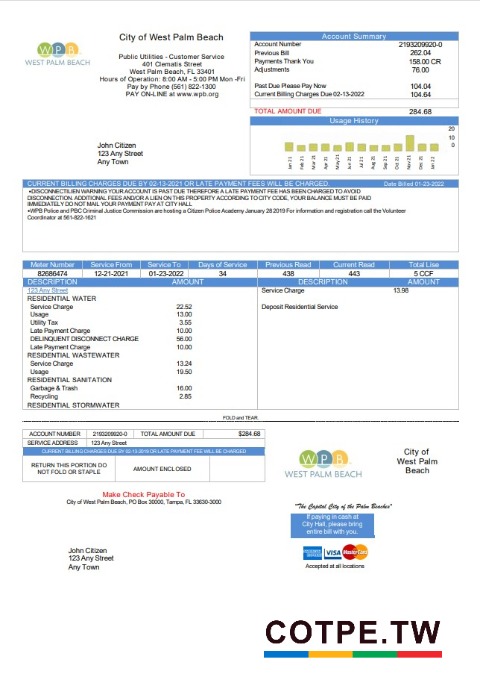 City of West Palm Beach
WPB
WEST PALM BEACH
Public Utilities - Customer Service
401 Clematis Street
West Palm Beach, FL 33401
Hours of Operation: 8:00 AM - 5:00 PM Mon -Fri
Pay by Phone (561) 822-1300
PAY ON-LINE at www.wpb.org
Account Summary
Account Number 2193209920-0
Previous Bill 262.04
Payments Thank You 158.00 CR
Adjustments 76.00
Past Due Please Pay Now 104.04
Current Billing Charges Due 02-13-2022 104.64
TOTAL AMOUNT DUE 284.68
Usage History
20
10
0
Jan 21 Feb 21 Mar 21 Apr 21 May 21 Jun 21 Jul 21 Aug 21 Sep 21 Oct 21 Nov 21 Dec 21 Jan 22
John Citizen
123 Any Street
Any Town
CURRENT BILLING CHARGES DUE BY 02-13-2021 OR LATE PAYMENT FEES WILL BE CHARGED. Date Billed 01-23-2022
•DISCONNECTILIEN WARNING YOUR ACCOUNT IS PAST DUE THEREFORE A LATE PAYMENT FEE HAS BEEN CHARGED TO AVOID
DISCONNECTION, ADDITIONAL FEES AND/OR A LIEN ON THIS PROPERTY ACCORDING TO CITY CODE, YOUR BALANCE MUST BE PAID
IMMEDIATELY DO NOT MAIL YOUR PAYMENT PAY AT CITY HALL
•WPB Police and PBC Criminal Justice Commission are hosting a Citizen Police Academy January 28 2019 For information and registration call the Volunteer
Coordinator at 561-822-1621
Meter Number Service From Service To Days of Service Previous Read Current Read Total Use
82686474 12-21-2021 01-23-2022 34 438 443 5 CCF
DESCRIPTION AMOUNT DESCRIPTION AMOUNT
123 Any Street Service Charge 13.98
RESIDENTIAL WATER
Service Charge 22.52 Deposit Residential Service
Usage 13.00
Utility Tax 3.55
Late Payment Charge 10.00
DELINQUENT DISCONNECT CHARGE 56.00
Late Payment Charge 10.00
RESIDENTIAL WASTEWATER
Service Charge 13.24
Usage 19.50
RESIDENTIAL SANITATION
Garbage & Trash 16.00
Recycling 2.85
RESIDENTIAL STORMWATER
FOLD and TEAR
ACCOUNT NUMBER 2193209920-0 TOTAL AMOUNT DUE $284.68
SERVICE ADDRESS 123 Any Street
CURRENT BILLING CHARGES DUE BY 02-13-2019 OR LATE PAYMENT FEE WILL BE CHARGED
RETURN THIS PORTION DO
NOT FOLD OR STAPLE
AMOUNT ENCLOSED
WPB
WEST PALM BEACH
City of
West Palm
Beach
Make Check Payable To
City of West Palm Beach, PO Box 30000, Tampa, FL 33630-3000
"The Capital City of the Palm Beaches"
If paying in cash at
City Hall, please bring
entire bill with you.
AMERICAN EXPRESS VISA MasterCard
Accepted at all locations
John Citizen
123 Any Street
Any Town
COTPE.TW